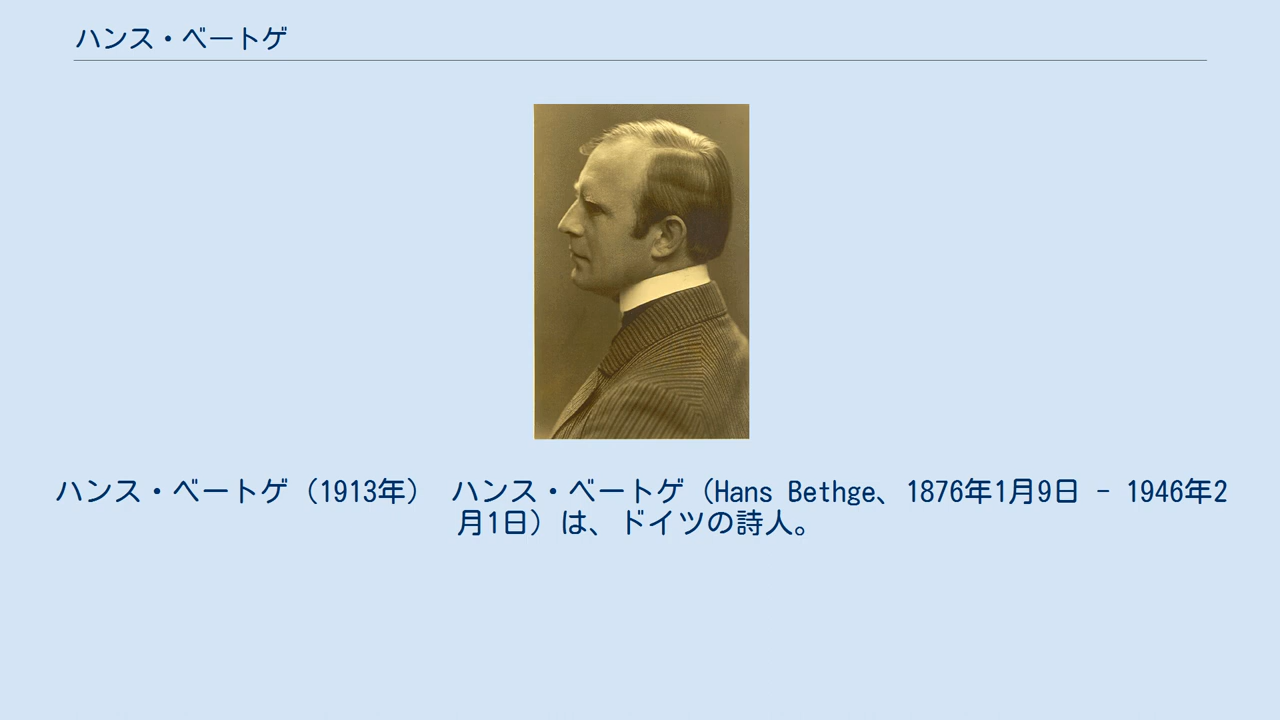 ハンス・ベートゲ
ハンス・ベートゲ（1913年）　ハンス・ベートゲ（Hans Bethge、1876年1月9日 - 1946年2
月1日）は、ドイツの詩人。